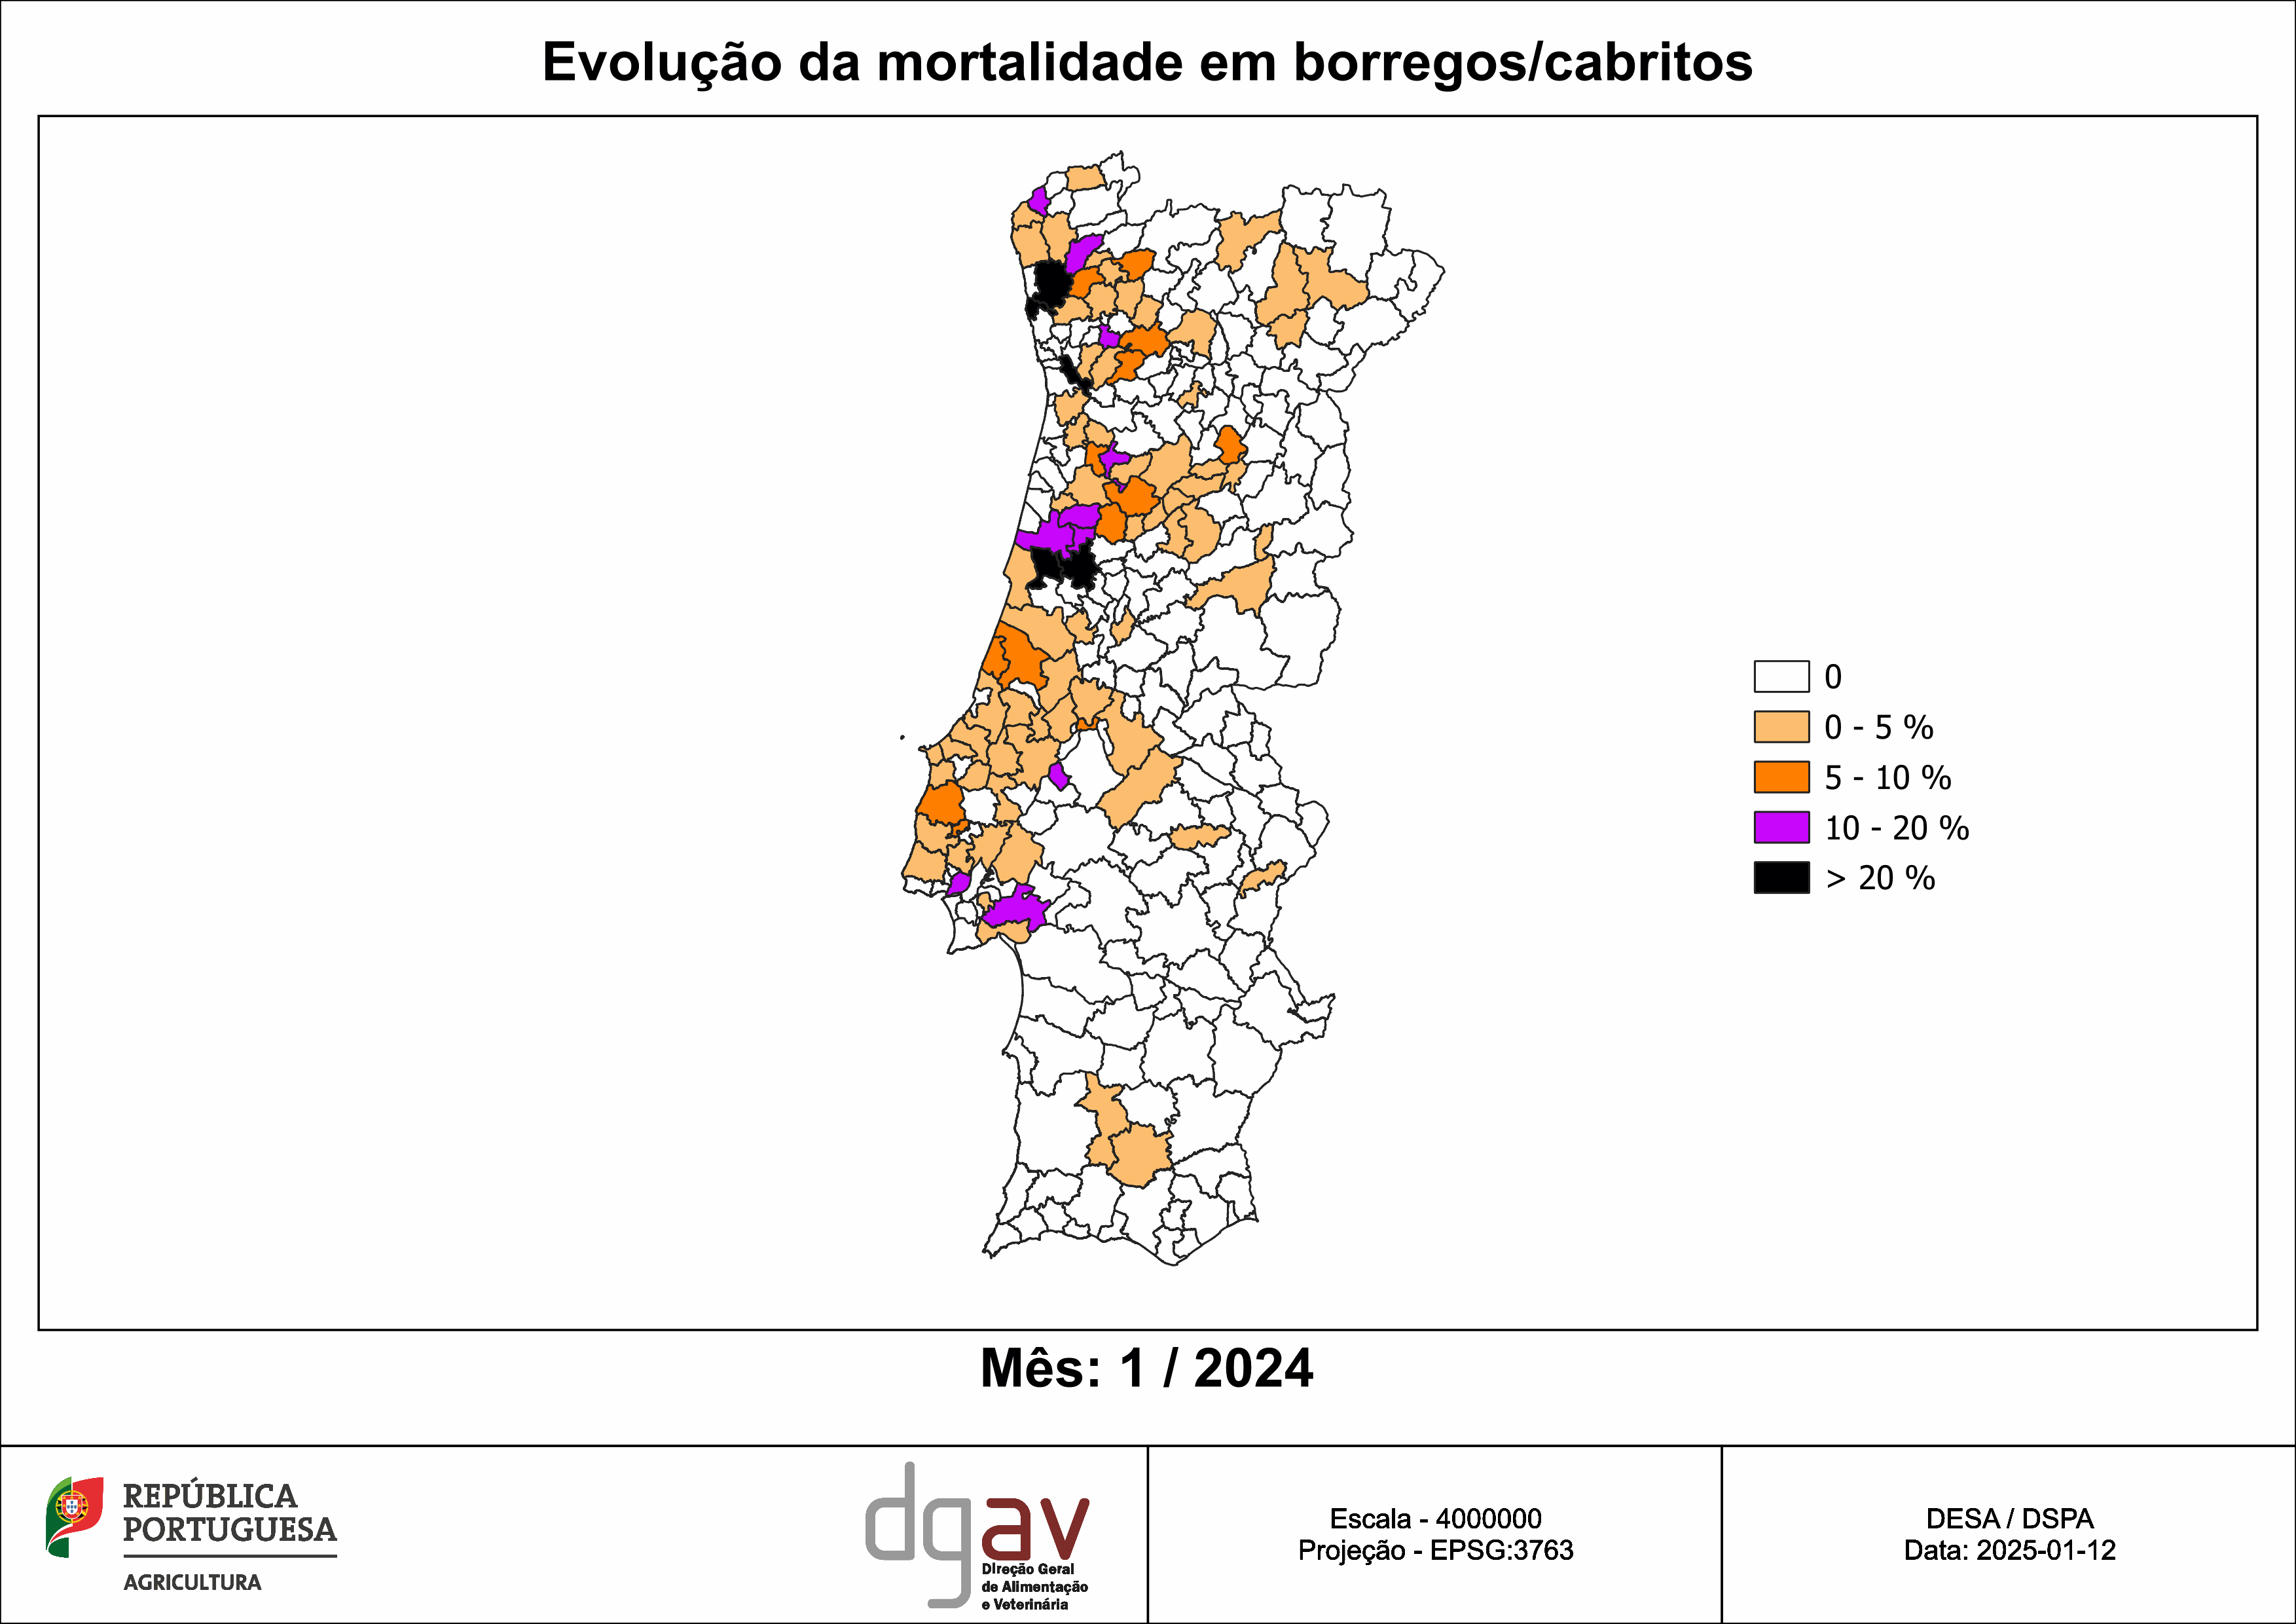 Evolução da mortalidade em borregos/cabritos
0
0 - 5 %
5 - 10 %
10 - 20 %
> 20 %
Mês: 1 / 2024
REPÚBLICA
PORTUGUESA
AGRICULTURA
dgav
Direção Geral
de Alimentação
e Veterinária
Escala - 4000000
Projeção - EPSG:3763
DESA / DSPA
Data: 2025-01-12